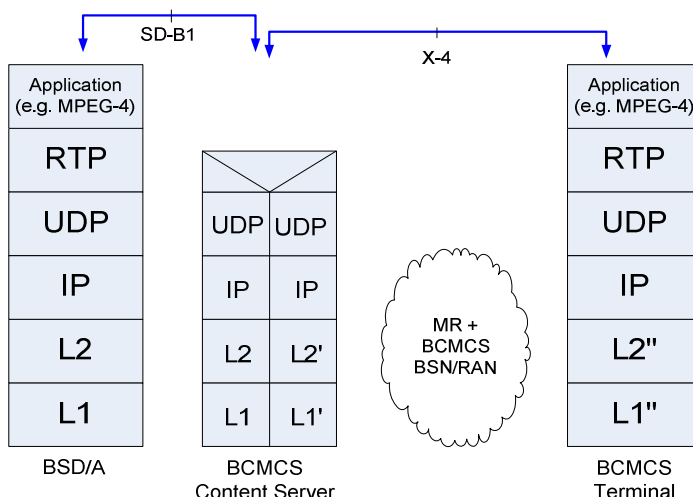 SD-B1
X-4
Application
(e.g. MPEG-4)
RTP
UDP
IP
L2
L1
BSD/A
UDP UDP
IP IP
L2 L2'
L1 L1'
BCMCS
Content Server
MR +
BCMCS
BSN/RAN
Application
(e.g. MPEG-4)
RTP
UDP
IP
L2"
L1"
BCMCS
Terminal